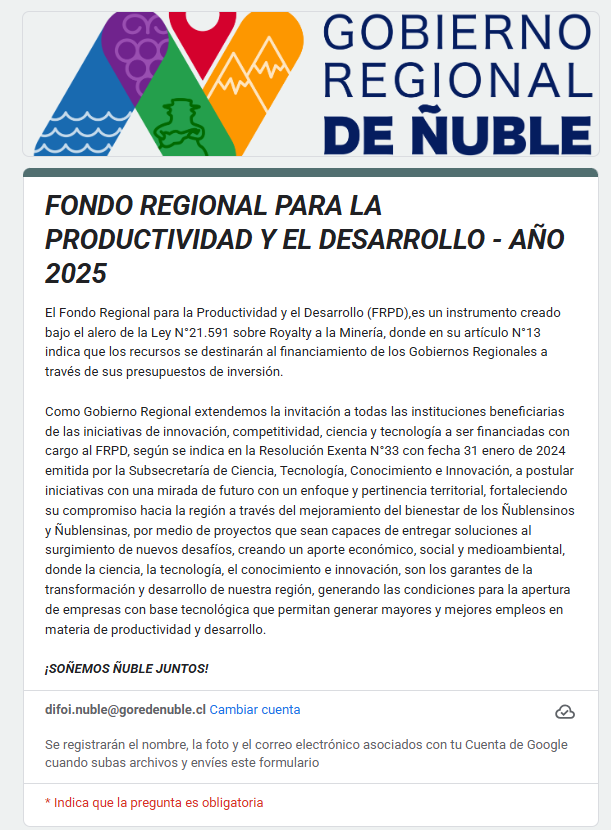 GOBIERNO
REGIONAL
DE ÑUBLE
FONDO REGIONAL PARA LA
PRODUCTIVIDAD Y EL DESARROLLO - AÑO
2025
El Fondo Regional para la Productividad y el Desarrollo (FRPD),es un instrumento creado
bajo el alero de la Ley N°21.591 sobre Royalty a la Minería, donde en su artículo N°13
indica que los recursos se destinarán al financiamiento de los Gobiernos Regionales a
través de sus presupuestos de inversión.
Como Gobierno Regional extendemos la invitación a todas las instituciones beneficiarias
de las iniciativas de innovación, competitividad, ciencia y tecnología a ser financiadas con
cargo al FRPD, según se indica en la Resolución Exenta N°33 con fecha 31 enero de 2024
emitida por la Subsecretaría de Ciencia, Tecnología, Conocimiento e Innovación, a postular
iniciativas con una mirada de futuro con un enfoque y pertinencia territorial, fortaleciendo
su compromiso hacia la región a través del mejoramiento del bienestar de los Ñublensinos
y Ñublensinas, por medio de proyectos que sean capaces de entregar soluciones al
surgimiento de nuevos desafíos, creando un aporte económico, social y medioambiental,
donde la ciencia, la tecnología, el conocimiento e innovación, son los garantes de la
transformación y desarrollo de nuestra región, generando las condiciones para la apertura
de empresas con base tecnológica que permitan generar mayores y mejores empleos en
materia de productividad y desarrollo.
¡SOÑEMOS ÑUBLE JUNTOS!
difoi.nuble@goredenuble.cl Cambiar cuenta
Se registrarán el nombre, la foto y el correo electrónico asociados con tu Cuenta de Google
cuando subas archivos y envíes este formulario
* Indica que la pregunta es obligatoria